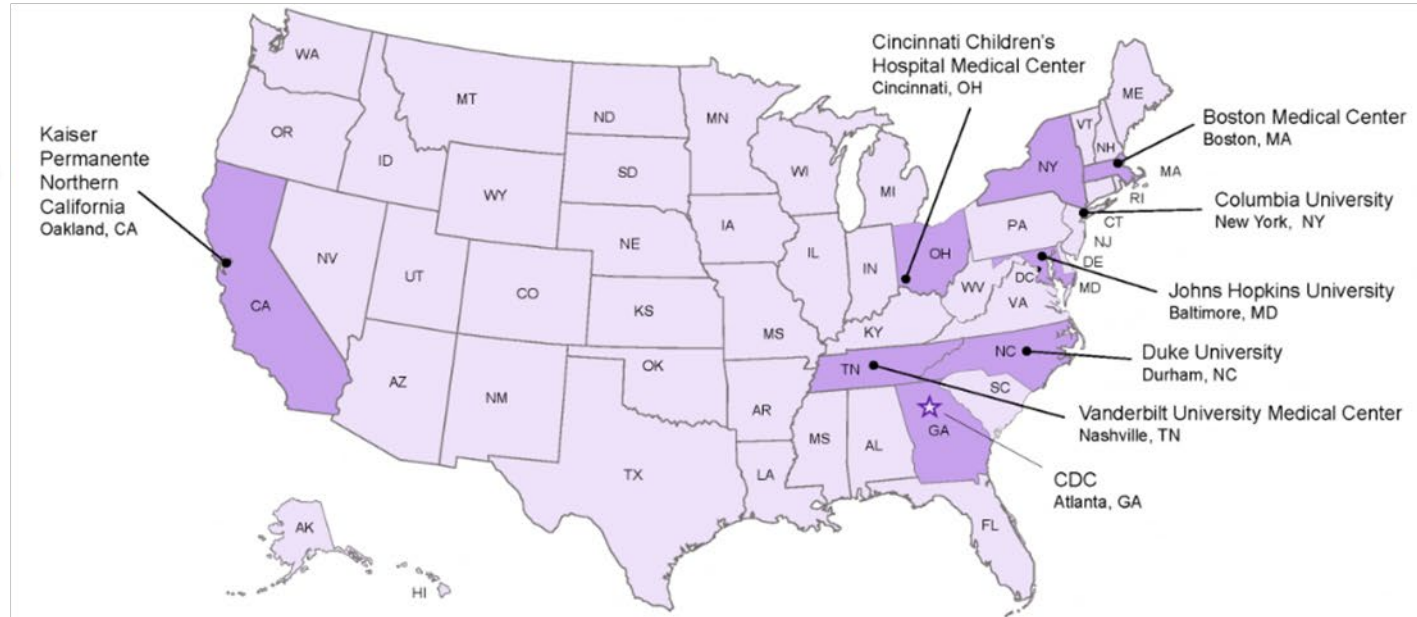 Cincinnati Children's
Hospital Medical Center
Cincinnati, OH
Boston Medical Center
Boston, MA
Columbia University
New York, NY
Johns Hopkins University
Baltimore, MD
Duke University
Durham, NC
Vanderbilt University Medical Center
Nashville, TN
CDC
Atlanta, GA
Kaiser
Permanente
Northern
California
Oakland, CA
WA
OR
CA
ID
NV
MT
WY
UT
AZ
CO
NM
ND
SD
NE
KS
OK
TX
MN
IA
MS
AR
LA
WI
IL
MI
IN
OH
KY
TN
MS
AL
GA
FL
SC
NC
VA
WV
DC
PA
NY
VT
NH
ME
MA
RI
CT
NJ
DE
MD
AK
HI